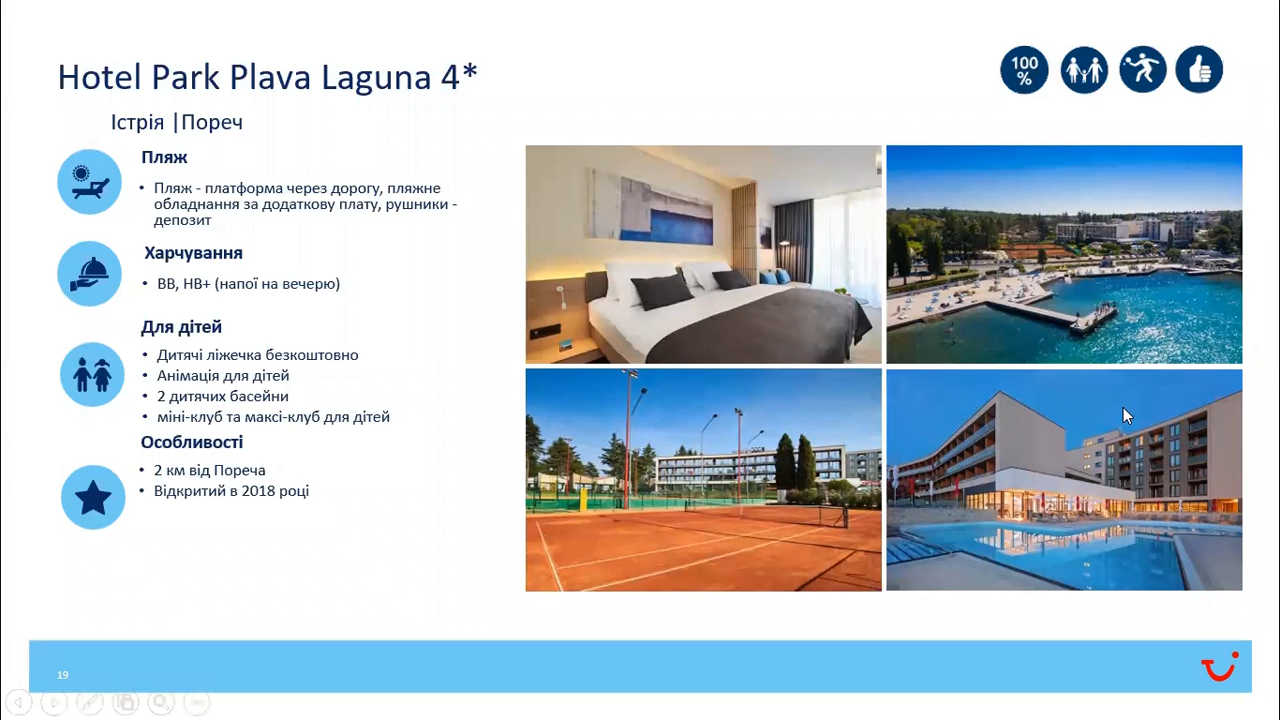 Hotel Park Plava Laguna 4*
100
%
Істрія |Пореч
Пляж
• Пляж - платформа через дорогу, пляжне
обладнання за додаткову плату, рушники -
депозит
Харчування
• BB, HB+ (напої на вечерю)
Для дітей
• Дитячі ліжечка безкоштовно
• Анімація для дітей
• 2 дитячих басейни
• міні-клуб та максі-клуб для дітей
Особливості
• 2 км від Пореча
• Відкритий в 2018 році
19